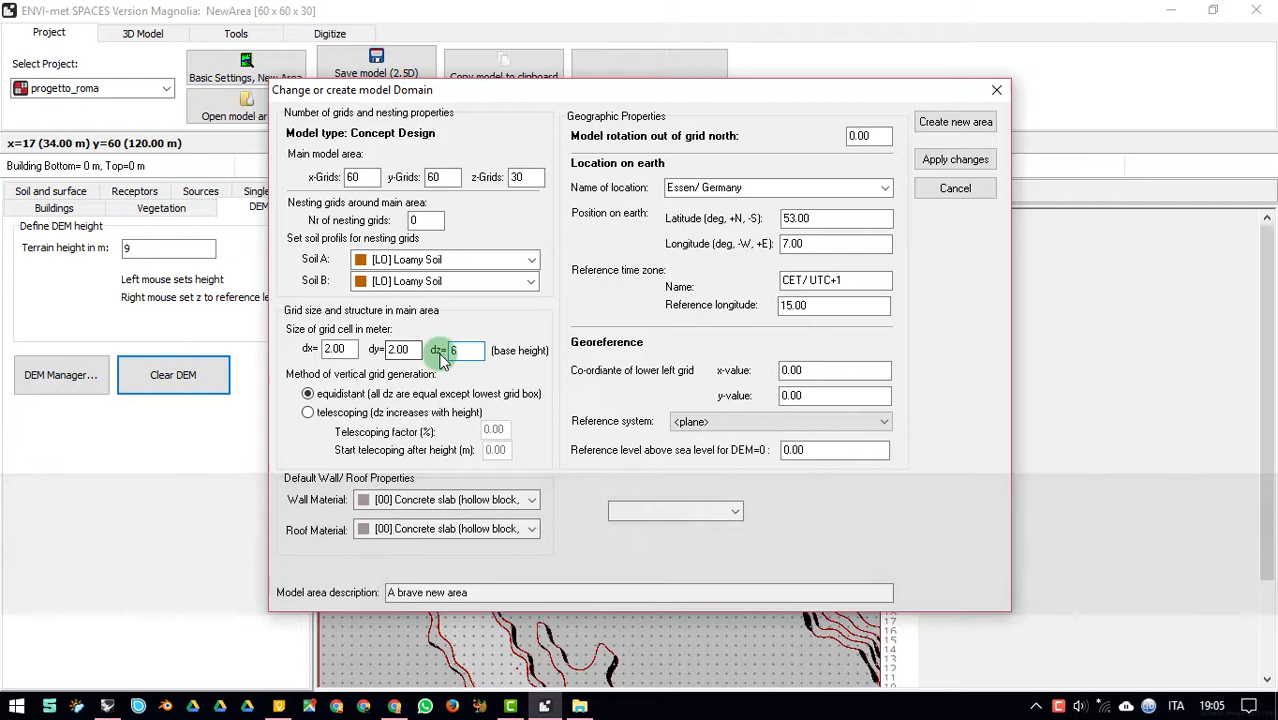 ENVI-met SPACES Version Magnolia: NewArea [60 x 60 x 30]
Project 3D Model Tools Digitize
Select Project:
progetto_roma
Basic Settings, New Area
Save model (2.5D)
Copy model to clipboard
Open model ar
x=17 (34.00 m) y=60 (120.00 m)
Building Bottom= 0 m, Top=0 m
Soil and surface Receptors Sources Single
Buildings Vegetation DEM
Define DEM height
Terrain height in m: 9
Left mouse sets height
Right mouse set z to reference le
DEM Manager... Clear DEM
Change or create model Domain
Number of grids and nesting properties
Model type: Concept Design
Main model area:
x-Grids: 60 y-Grids: 60 z-Grids: 30
Nesting grids around main area:
Nr of nesting grids: 0
Set soil profils for nesting grids
Soil A: [LO] Loamy Soil
Soil B: [LO] Loamy Soil
Grid size and structure in main area
Size of grid cell in meter:
dx= 2.00 dy= 2.00 dz= 6 (base height)
Method of vertical grid generation:
equidistant (all dz are equal except lowest grid box)
telescoping (dz increases with height)
Telescoping factor (%): 0.00
Start telecoping after height (m): 0.00
Default Wall/ Roof Properties
Wall Material: [00] Concrete slab (hollow block,
Roof Material: [00] Concrete slab (hollow block,
Geographic Properties
Model rotation out of grid north: 0.00
Location on earth
Name of location: Essen/ Germany
Position on earth: Latitude (deg, +N, -S) 53.00
Longitude (deg, -W, +E): 7.00
Reference time zone:
Name: CET/ UTC+1
Reference longitude: 15.00
Georeference
Co-ordiante of lower left grid x-value: 0.00
y-value: 0.00
Reference system: <plane>
Reference level above sea level for DEM=0 : 0.00
Create new area
Apply changes
Cancel
Model area description: A brave new area
16
15
14
13
12
11
10
ITA 19:05